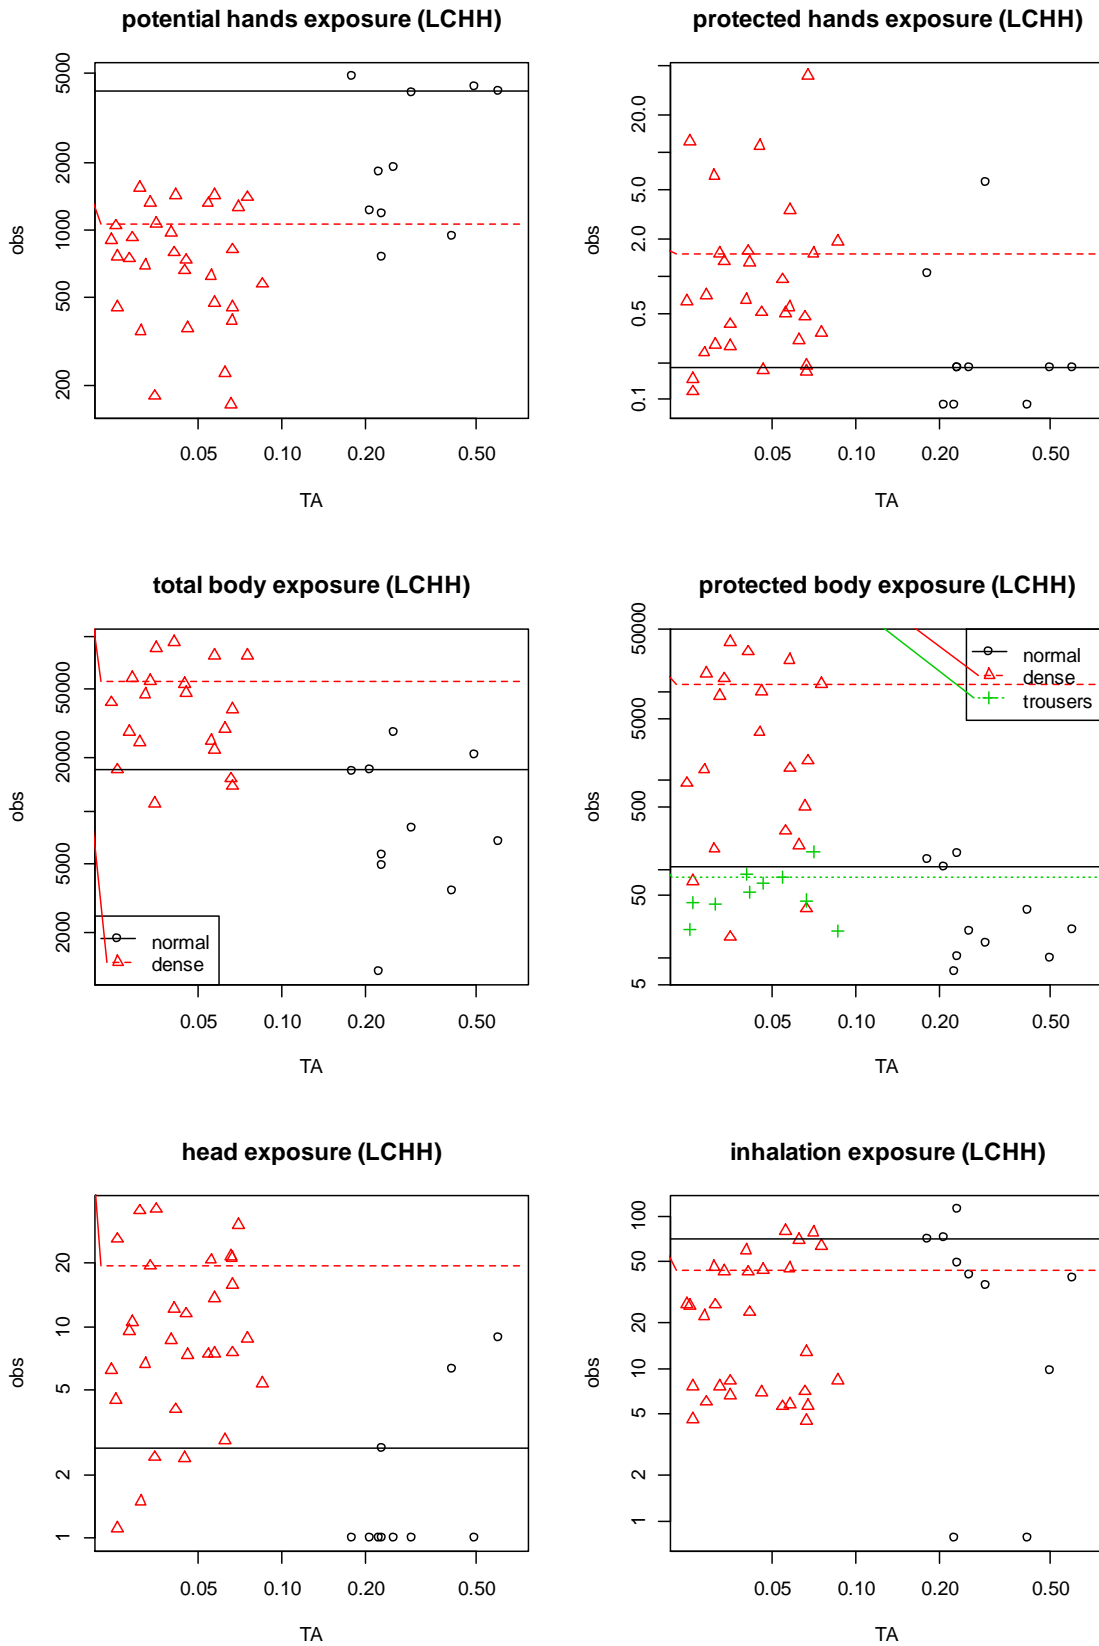 potential hands exposure (LCHH)
obs
5000
2000
1000
500
200
0.05 0.10 0.20 0.50
TA
protected hands exposure (LCHH)
obs
20.0
5.0
2.0
0.5
0.1
0.05 0.10 0.20 0.50
TA
total body exposure (LCHH)
obs
50000
20000
5000
2000
normal
dense
0.05 0.10 0.20 0.50
TA
protected body exposure (LCHH)
obs
50000
5000
500
50
5
normal
dense
trousers
0.05 0.10 0.20 0.50
TA
head exposure (LCHH)
obs
20
10
5
2
1
0.05 0.10 0.20 0.50
TA
inhalation exposure (LCHH)
obs
100
50
20
10
5
2
1
0.05 0.10 0.20 0.50
TA